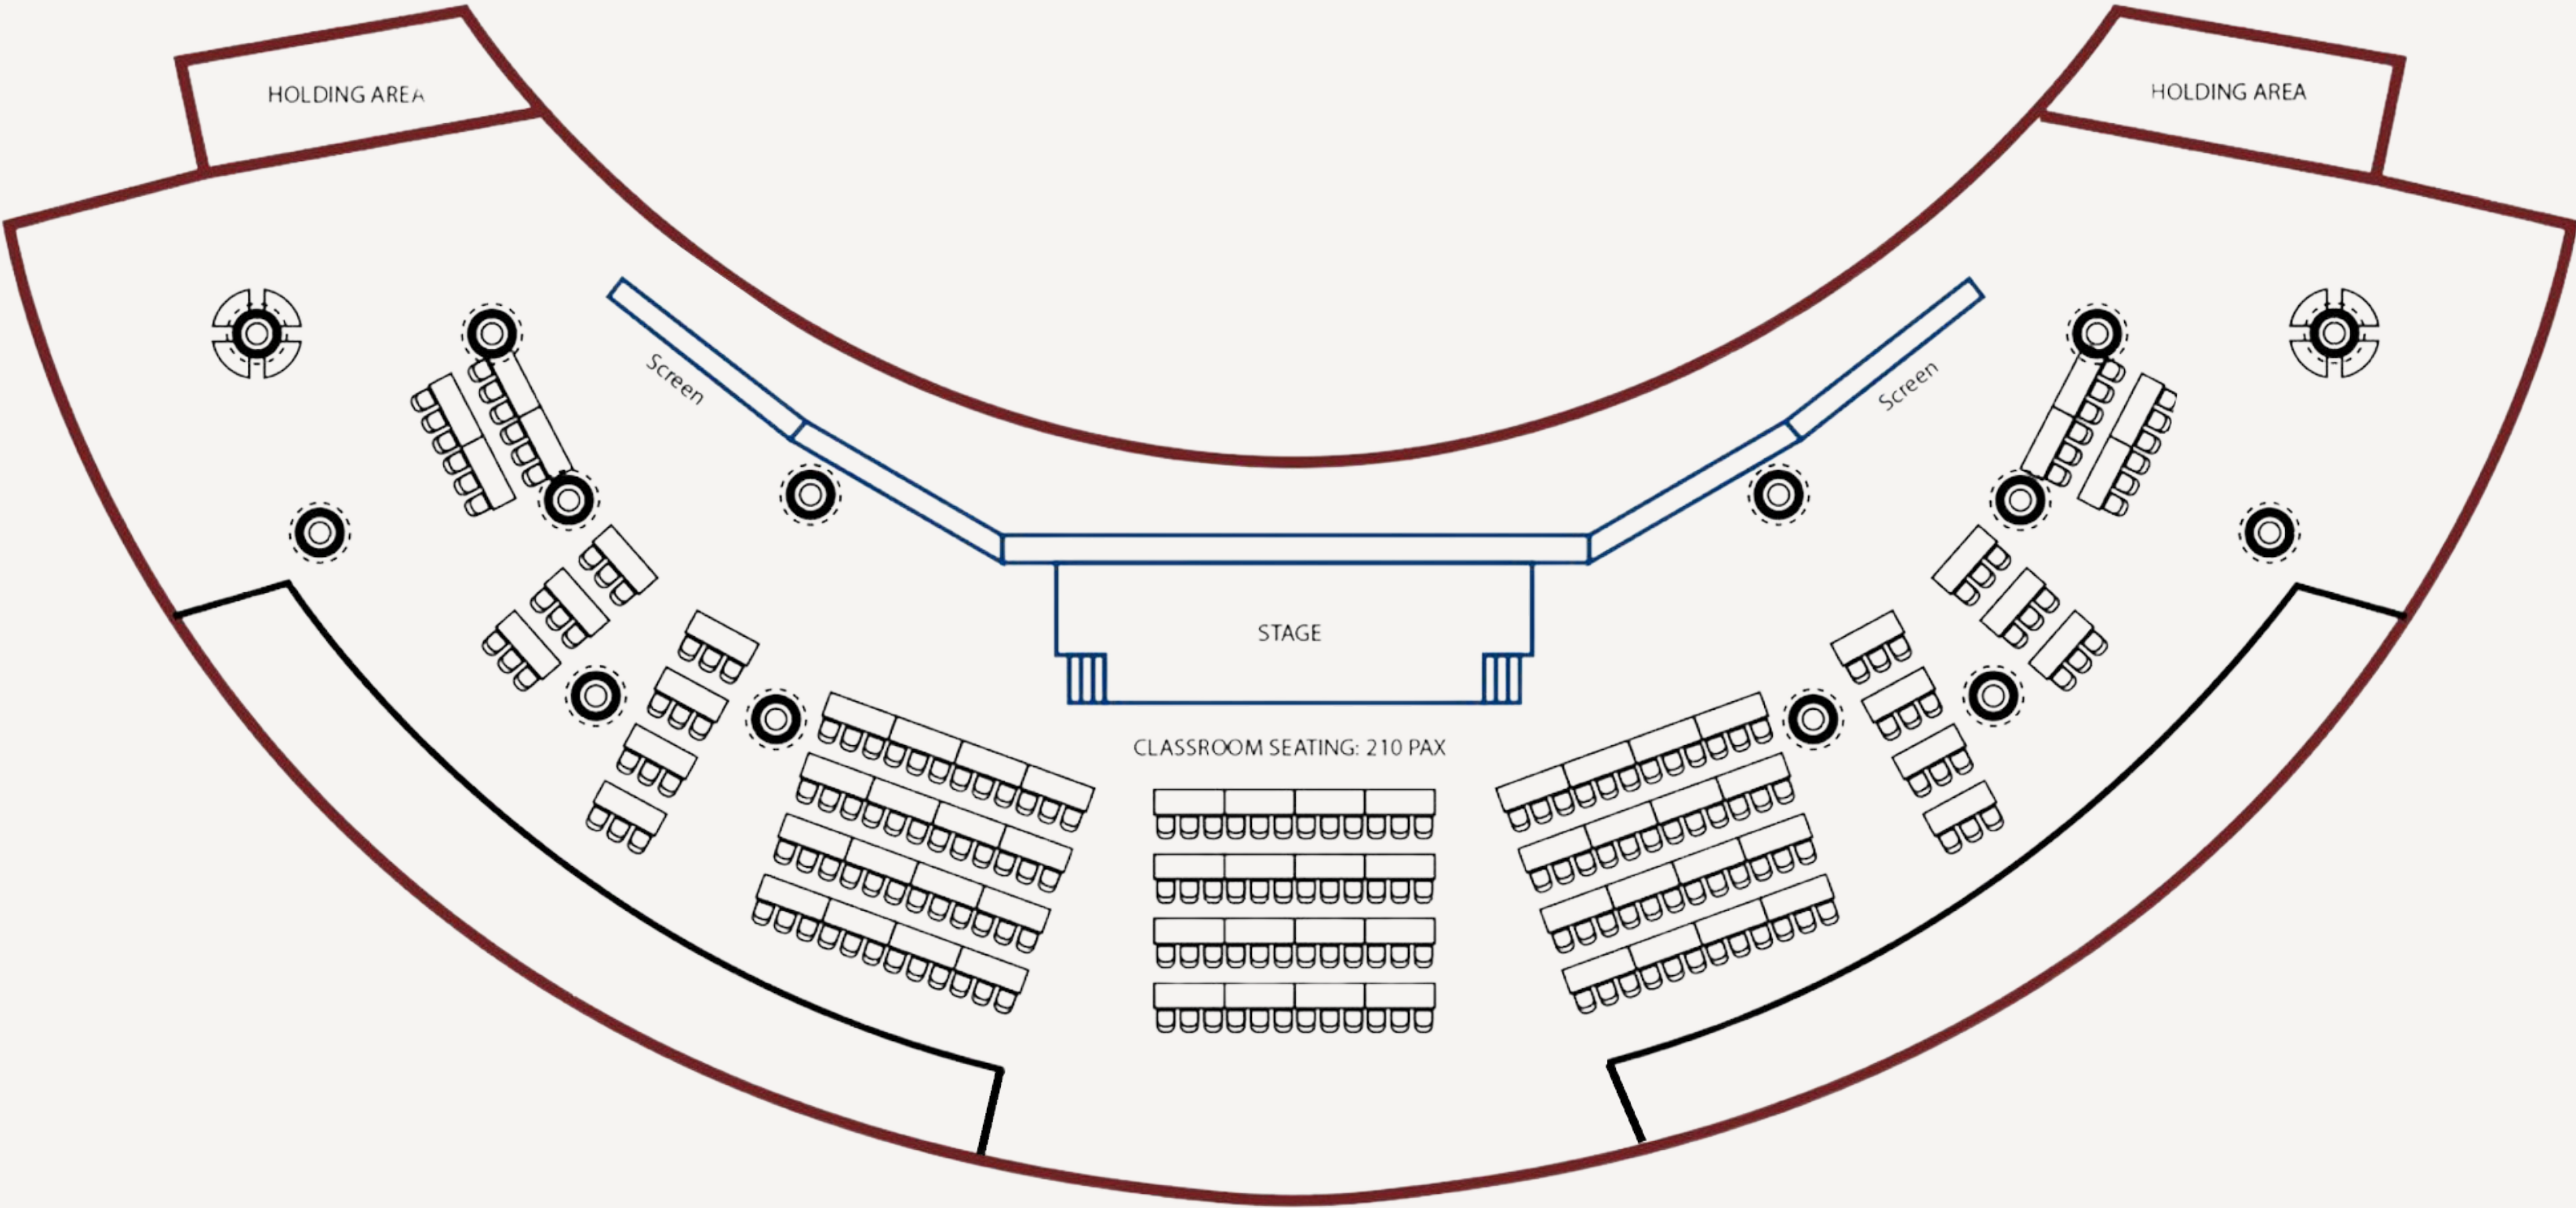 HOLDING AREA
HOLDING AREA
Screen
Screen
STAGE
CLASSROOM SEATING: 210 PAX